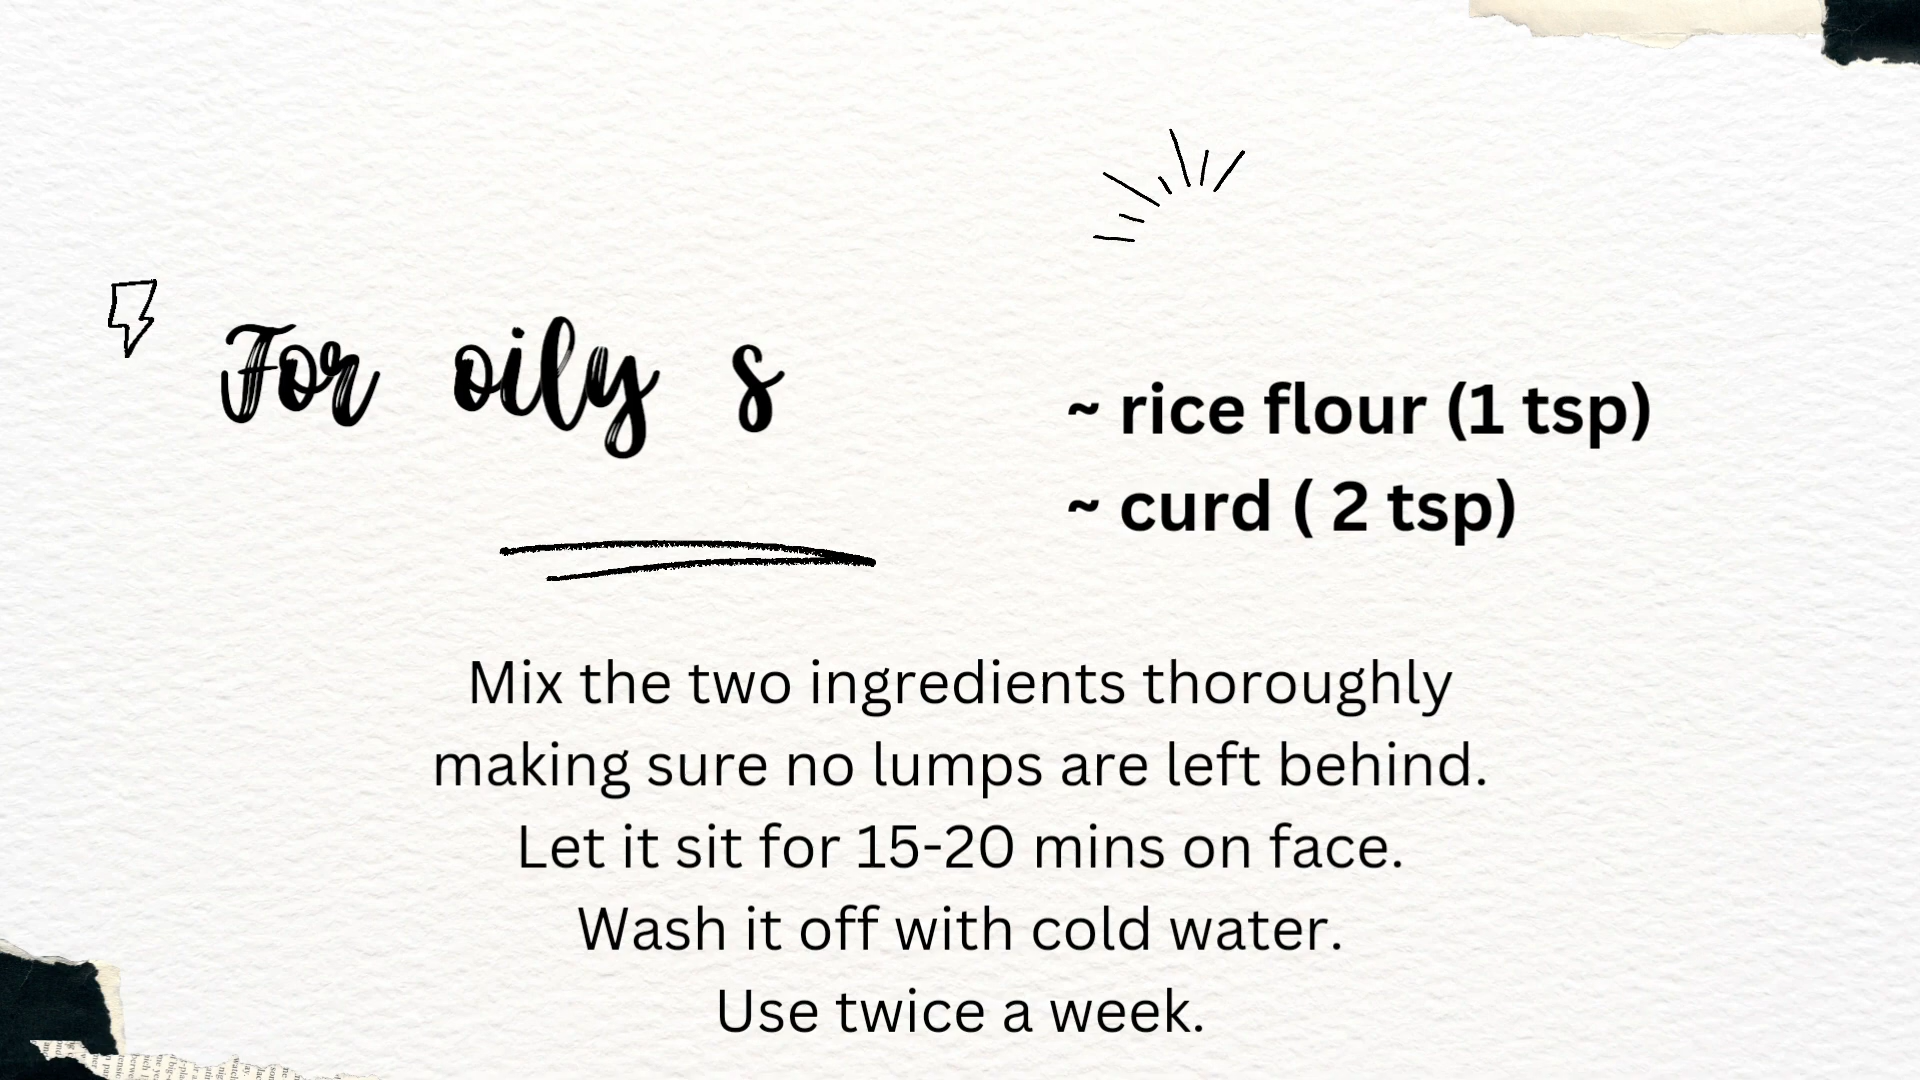 For oily s
~ rice flour (1 tsp)
~ curd ( 2 tsp)
Mix the two ingredients thoroughly
making sure no lumps are left behind.
Let it sit for 15-20 mins on face.
Wash it off with cold water.
Use twice a week.